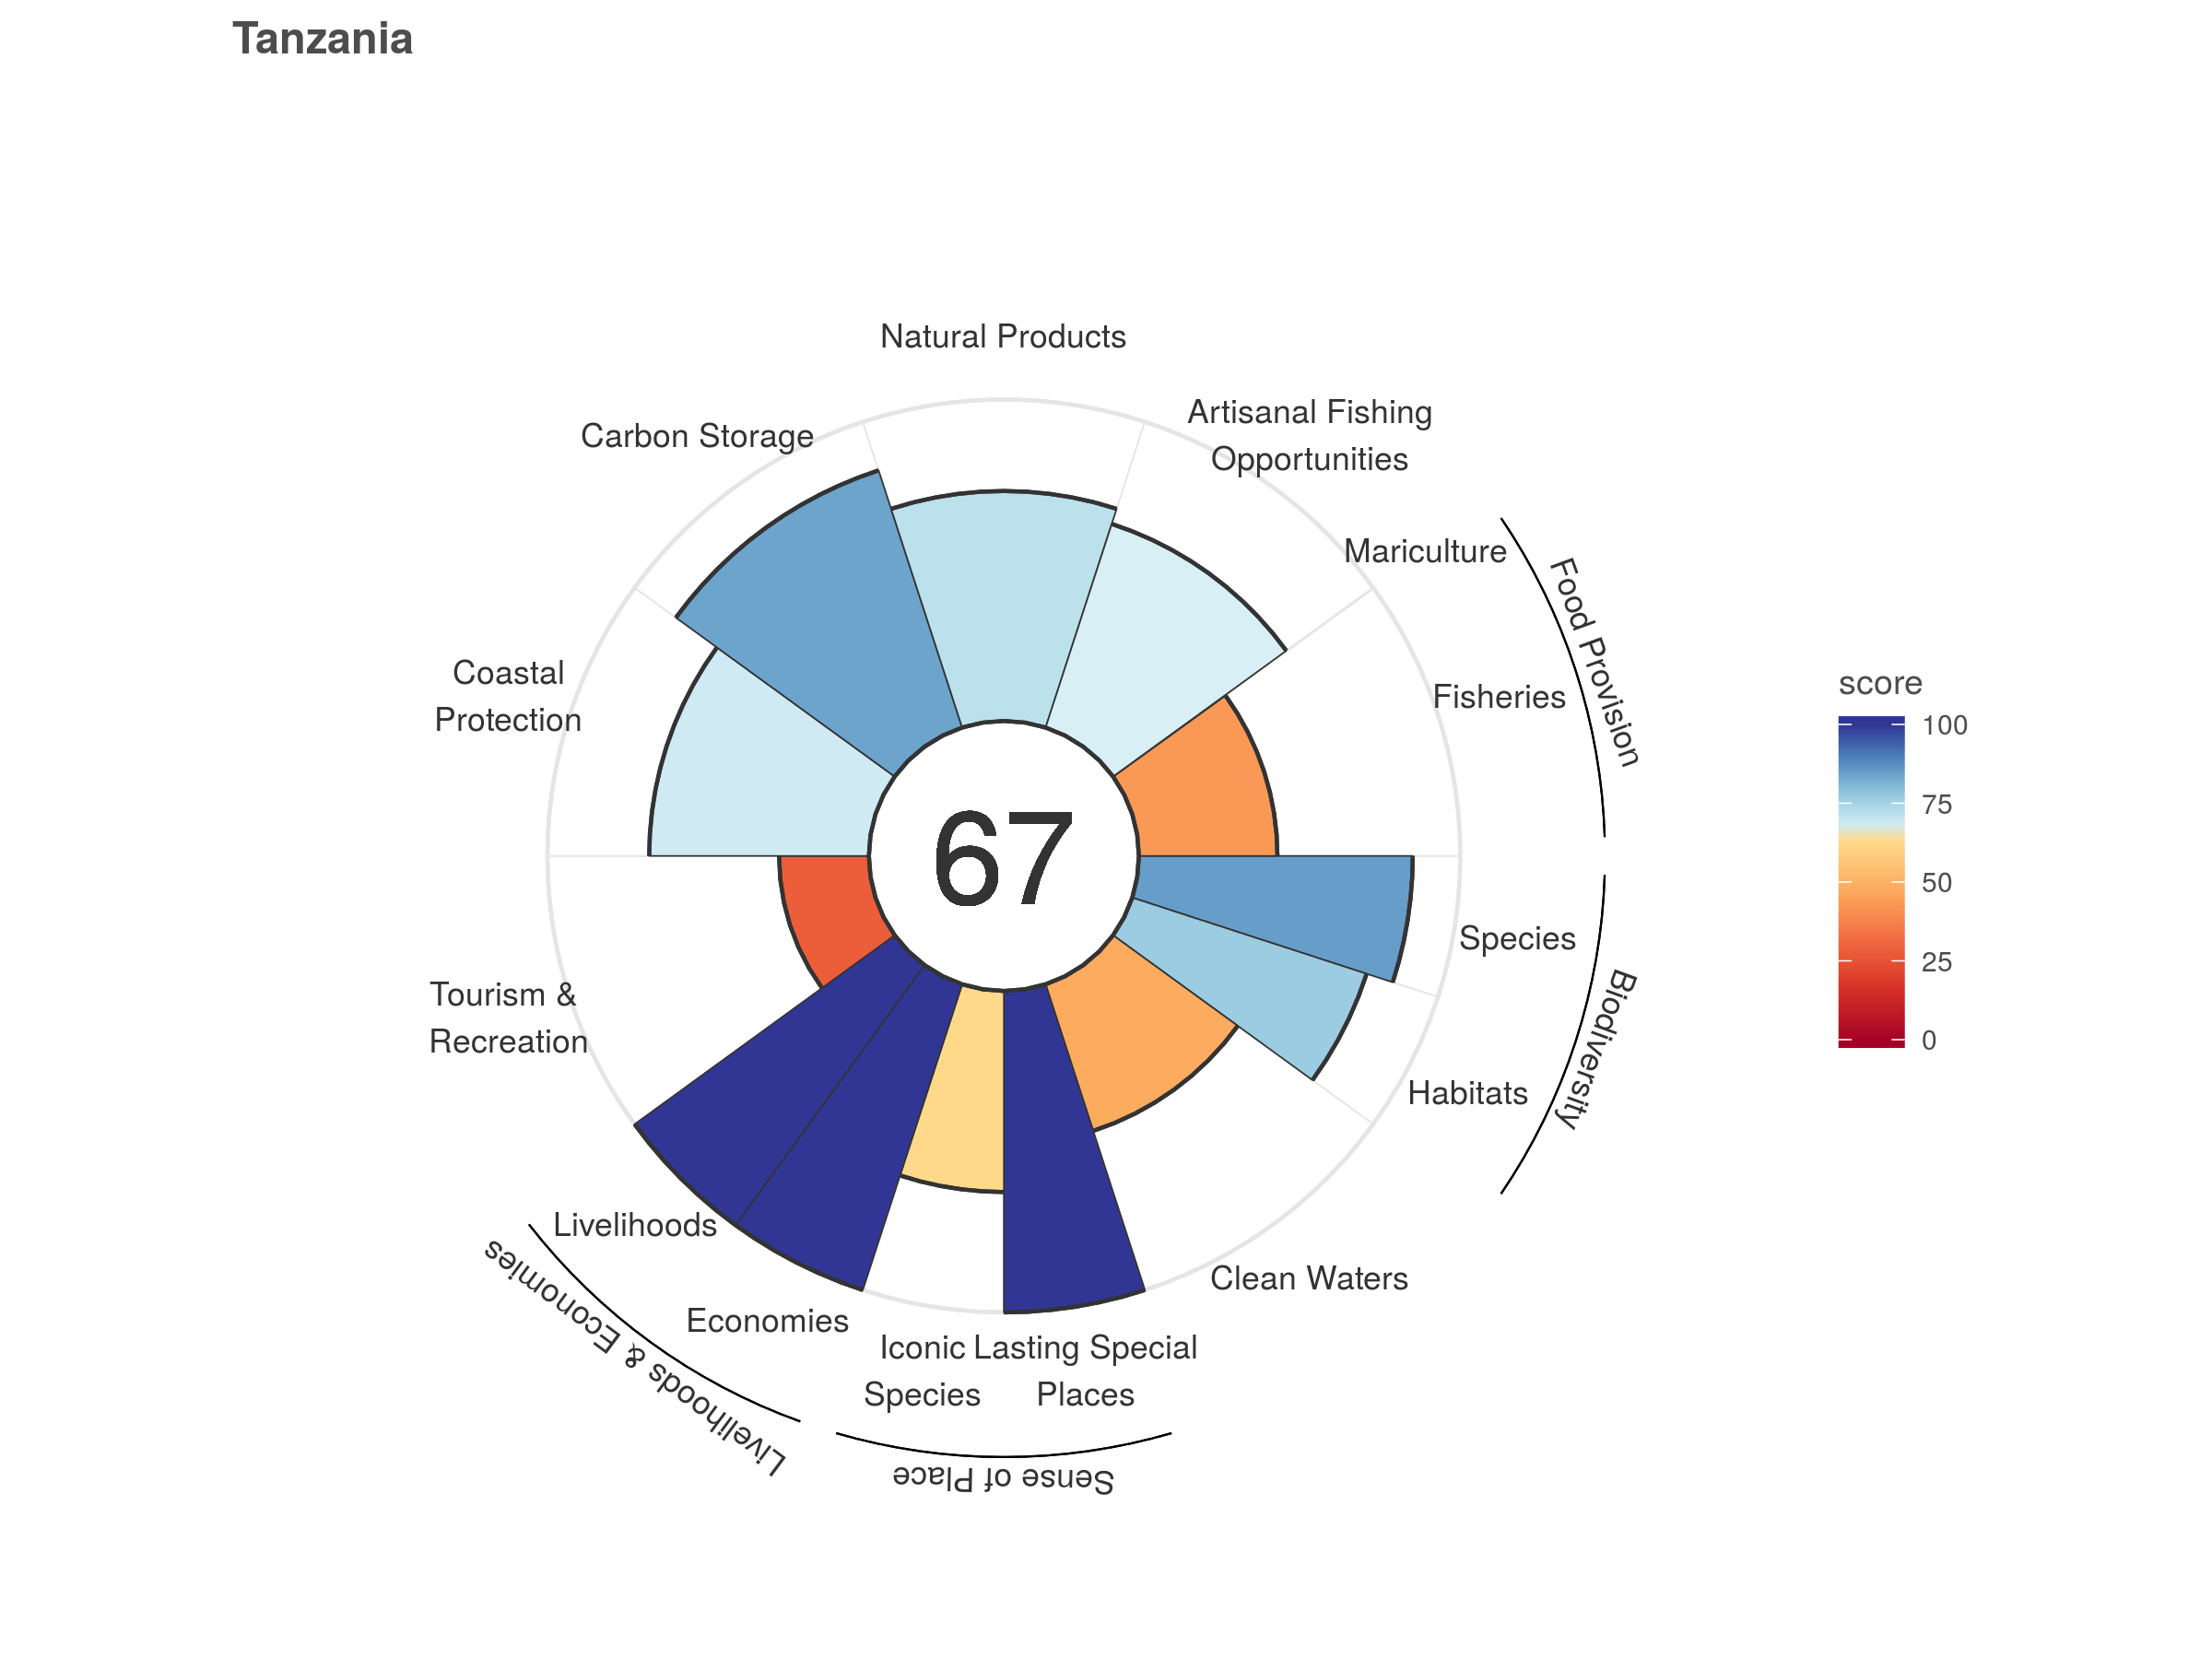 Tanzania
Natural Products
Artisanal Fishing
Opportunities
Carbon Storage
Mariculture
Food Provision
Fisheries
Coastal
Protection
67
Species
Biodiversity
Habitats
Tourism &
Recreation
Livelihoods
Economies
Livelihoods & Economies
Clean Waters
Iconic
Species
Lasting Special
Places
Sense of Place
score
100
75
50
25
0